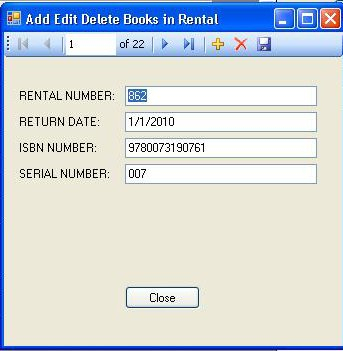 Add Edit Delete Books in Rental
1 of 22
RENTAL NUMBER: 862
RETURN DATE: 1/1/2010
ISBN NUMBER: 9780073190761
SERIAL NUMBER: 007
Close